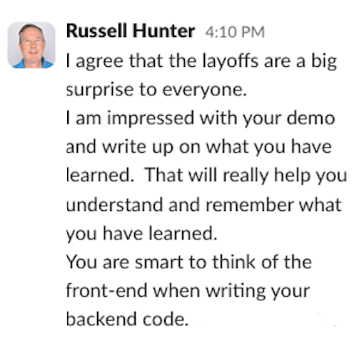 Russell Hunter 4:10 PM
I agree that the layoffs are a big
surprise to everyone.
I am impressed with your demo
and write up on what you have
learned.  That will really help you
understand and remember what
you have learned.
You are smart to think of the
front-end when writing your
backend code.